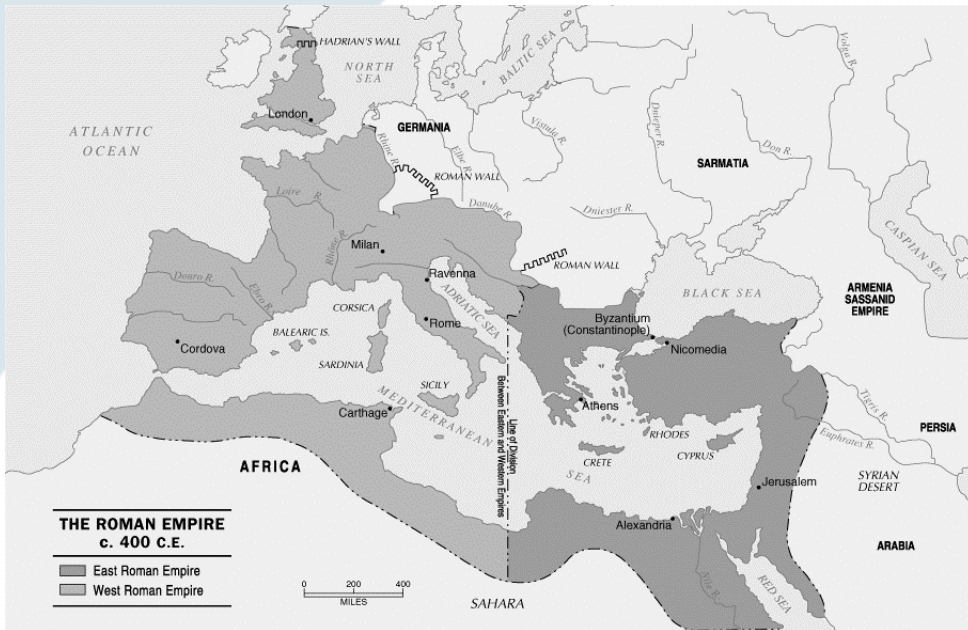 HADRIAN'S WALL
NORTH
SEA
BALTIC SEA
Volga R.
London
ATLANTIC
OCEAN
GERMANIA
Rhine R.
Elbe R.
Vistula R.
Dnieper R.
Don R.
SARMATIA
ROMAN WALL
Loire R.
Danube R.
Dniester R.
CASPIAN SEA
Milan
Rhône R.
ROMAN WALL
Douro R.
Ebro R.
Ravenna
ADRIATIC SEA
BLACK SEA
ARMENIA
SASSANID
EMPIRE
CORSICA
Rome
Byzantium
(Constantinople)
BALEARIC IS.
Nicomedia
Cordova
SARDINIA
SICILY
Carthage
MEDITERRANEAN
SEA
Line of Division
Between Eastern and Western Empires
Athens
RHODES
CRETE
CYPRUS
Tigris R.
Euphrates R.
PERSIA
SYRIAN
DESERT
AFRICA
Jerusalem
Alexandria
ARABIA
Nile R.
RED SEA
SAHARA
THE ROMAN EMPIRE
c. 400 C.E.
East Roman Empire
West Roman Empire
0 200 400
MILES